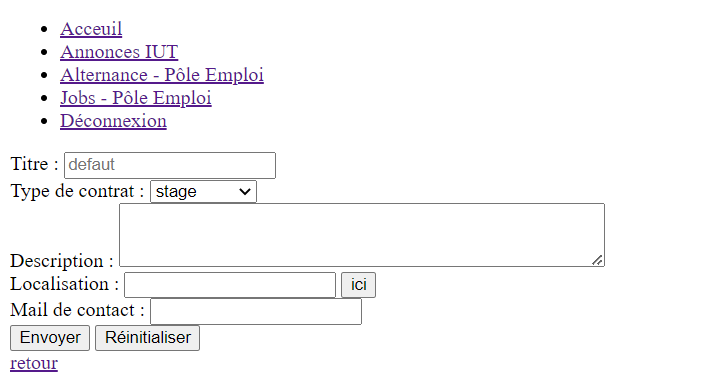 Acceuil
Annonces IUT
Alternance - Pôle Emploi
Jobs - Pôle Emploi
Déconnexion
Titre : defaut
Type de contrat : stage
Description :
Localisation : ici
Mail de contact :
Envoyer Réinitialiser
retour